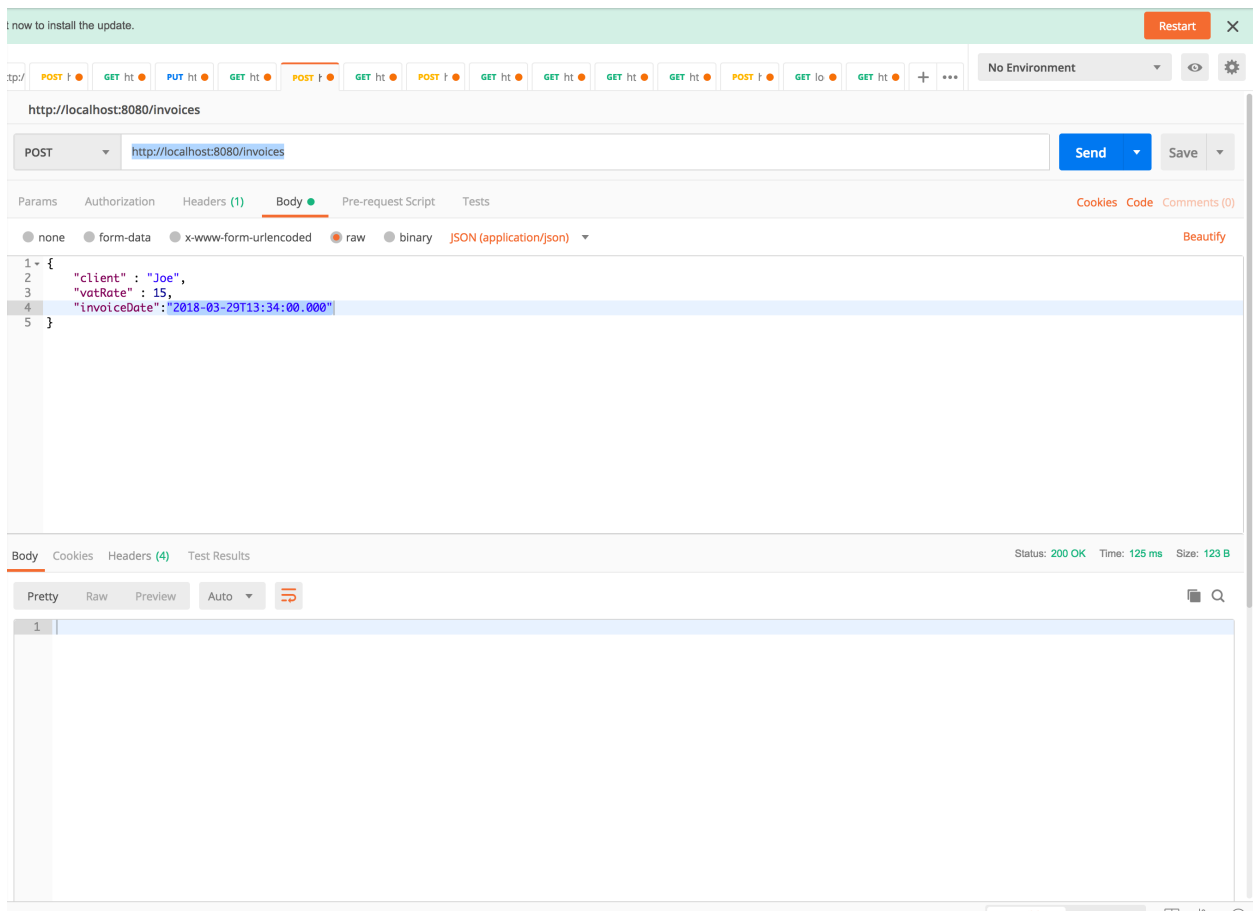 t now to install the update. Restart
ttp:/ POST h GET ht PUT ht GET ht POST h GET ht POST h GET ht GET ht GET ht GET ht POST h GET lo GET ht + ••• No Environment
http://localhost:8080/invoices
POST http://localhost:8080/invoices Send Save
Params Authorization Headers (1) Body Pre-request Script Tests Cookies Code Comments (0)
none form-data x-www-form-urlencoded raw binary JSON (application/json) Beautify
1 {
2 "client" : "Joe",
3 "vatRate" : 15,
4 "invoiceDate":"2018-03-29T13:34:00.000"
5 }
Body Cookies Headers (4) Test Results Status: 200 OK Time: 125 ms Size: 123 B
Pretty Raw Preview Auto
1